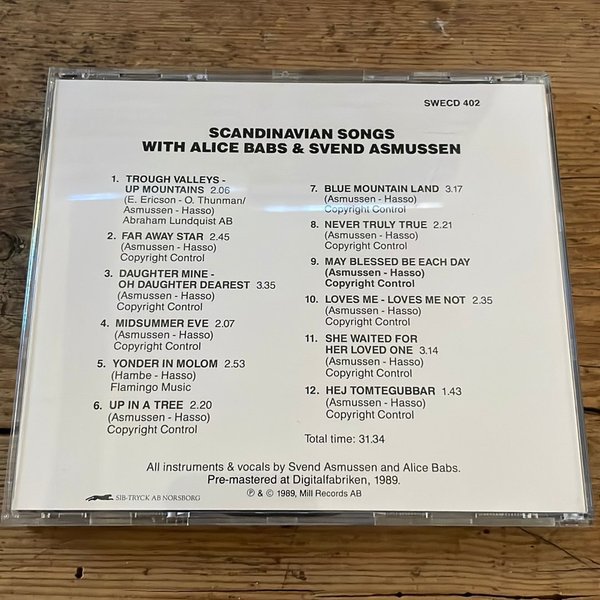 SWECD 402
SCANDINAVIAN SONGS
WITH ALICE BABS & SVEND ASMUSSEN
1. TROUGH VALLEYS -
UP MOUNTAINS 2.06
(E. Ericson - O. Thunman/
Asmussen - Hasso)
Abraham Lundquist AB
2. FAR AWAY STAR 2.45
(Asmussen - Hasso)
Copyright Control
3. DAUGHTER MINE -
OH DAUGHTER DEAREST 3.35
(Asmussen - Hasso)
Copyright Control
4. MIDSUMMER EVE 2.07
(Asmussen - Hasso)
Copyright Control
5. YONDER IN MOLOM 2.53
(Hambe - Hasso)
Flamingo Music
6. UP IN A TREE 2.20
(Asmussen - Hasso)
Copyright Control
7. BLUE MOUNTAIN LAND 3.17
(Asmussen - Hasso)
Copyright Control
8. NEVER TRULY TRUE 2.21
(Asmussen - Hasso)
Copyright Control
9. MAY BLESSED BE EACH DAY
(Asmussen - Hasso)
Copyright Control
10. LOVES ME - LOVES ME NOT 2.35
(Asmussen - Hasso)
Copyright Control
11. SHE WAITED FOR
HER LOVED ONE 3.14
(Asmussen - Hasso)
Copyright Control
12. HEJ TOMTEGUBBAR 1.43
(Asmussen - Hasso)
Copyright Control
Total time: 31.34
All instruments & vocals by Svend Asmussen and Alice Babs.
Pre-mastered at Digitalfabriken, 1989.
℗ & © 1989, Mill Records AB
SIB-TRYCK AB NORSBORG